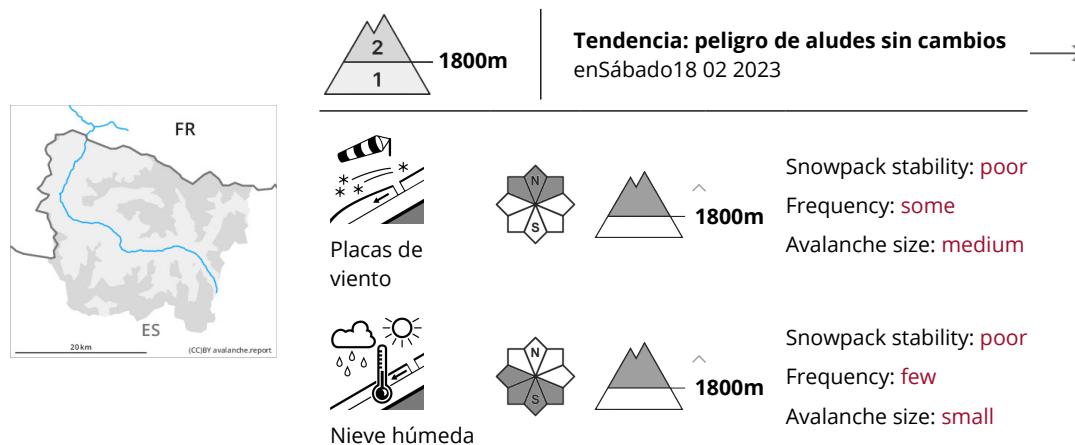 2
1800m
1
Tendencia: peligro de aludes sin cambios
enSábado18 02 2023
FR
ES
20 km
(CC)BY avalanche.report
Placas de
viento
N
S
1800m
Snowpack stability: poor
Frequency: some
Avalanche size: medium
Nieve húmeda
N
S
1800m
Snowpack stability: poor
Frequency: few
Avalanche size: small